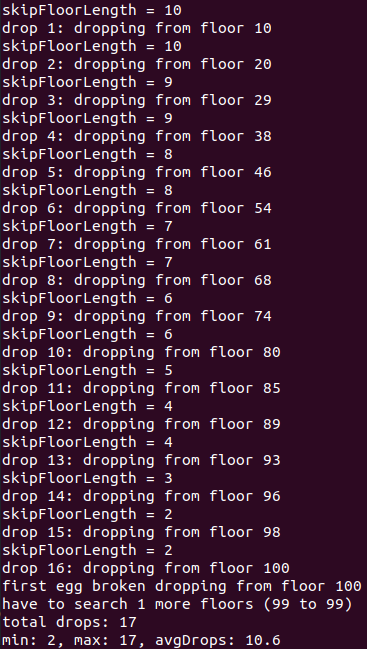 skipFloorLength = 10
drop 1: dropping from floor 10
skipFloorLength = 10
drop 2: dropping from floor 20
skipFloorLength = 9
drop 3: dropping from floor 29
skipFloorLength = 9
drop 4: dropping from floor 38
skipFloorLength = 8
drop 5: dropping from floor 46
skipFloorLength = 8
drop 6: dropping from floor 54
skipFloorLength = 7
drop 7: dropping from floor 61
skipFloorLength = 7
drop 8: dropping from floor 68
skipFloorLength = 6
drop 9: dropping from floor 74
skipFloorLength = 6
drop 10: dropping from floor 80
skipFloorLength = 5
drop 11: dropping from floor 85
skipFloorLength = 4
drop 12: dropping from floor 89
skipFloorLength = 4
drop 13: dropping from floor 93
skipFloorLength = 3
drop 14: dropping from floor 96
skipFloorLength = 2
drop 15: dropping from floor 98
skipFloorLength = 2
drop 16: dropping from floor 100
first egg broken dropping from floor 100
have to search 1 more floors (99 to 99)
total drops: 17
min: 2, max: 17, avgDrops: 10.6